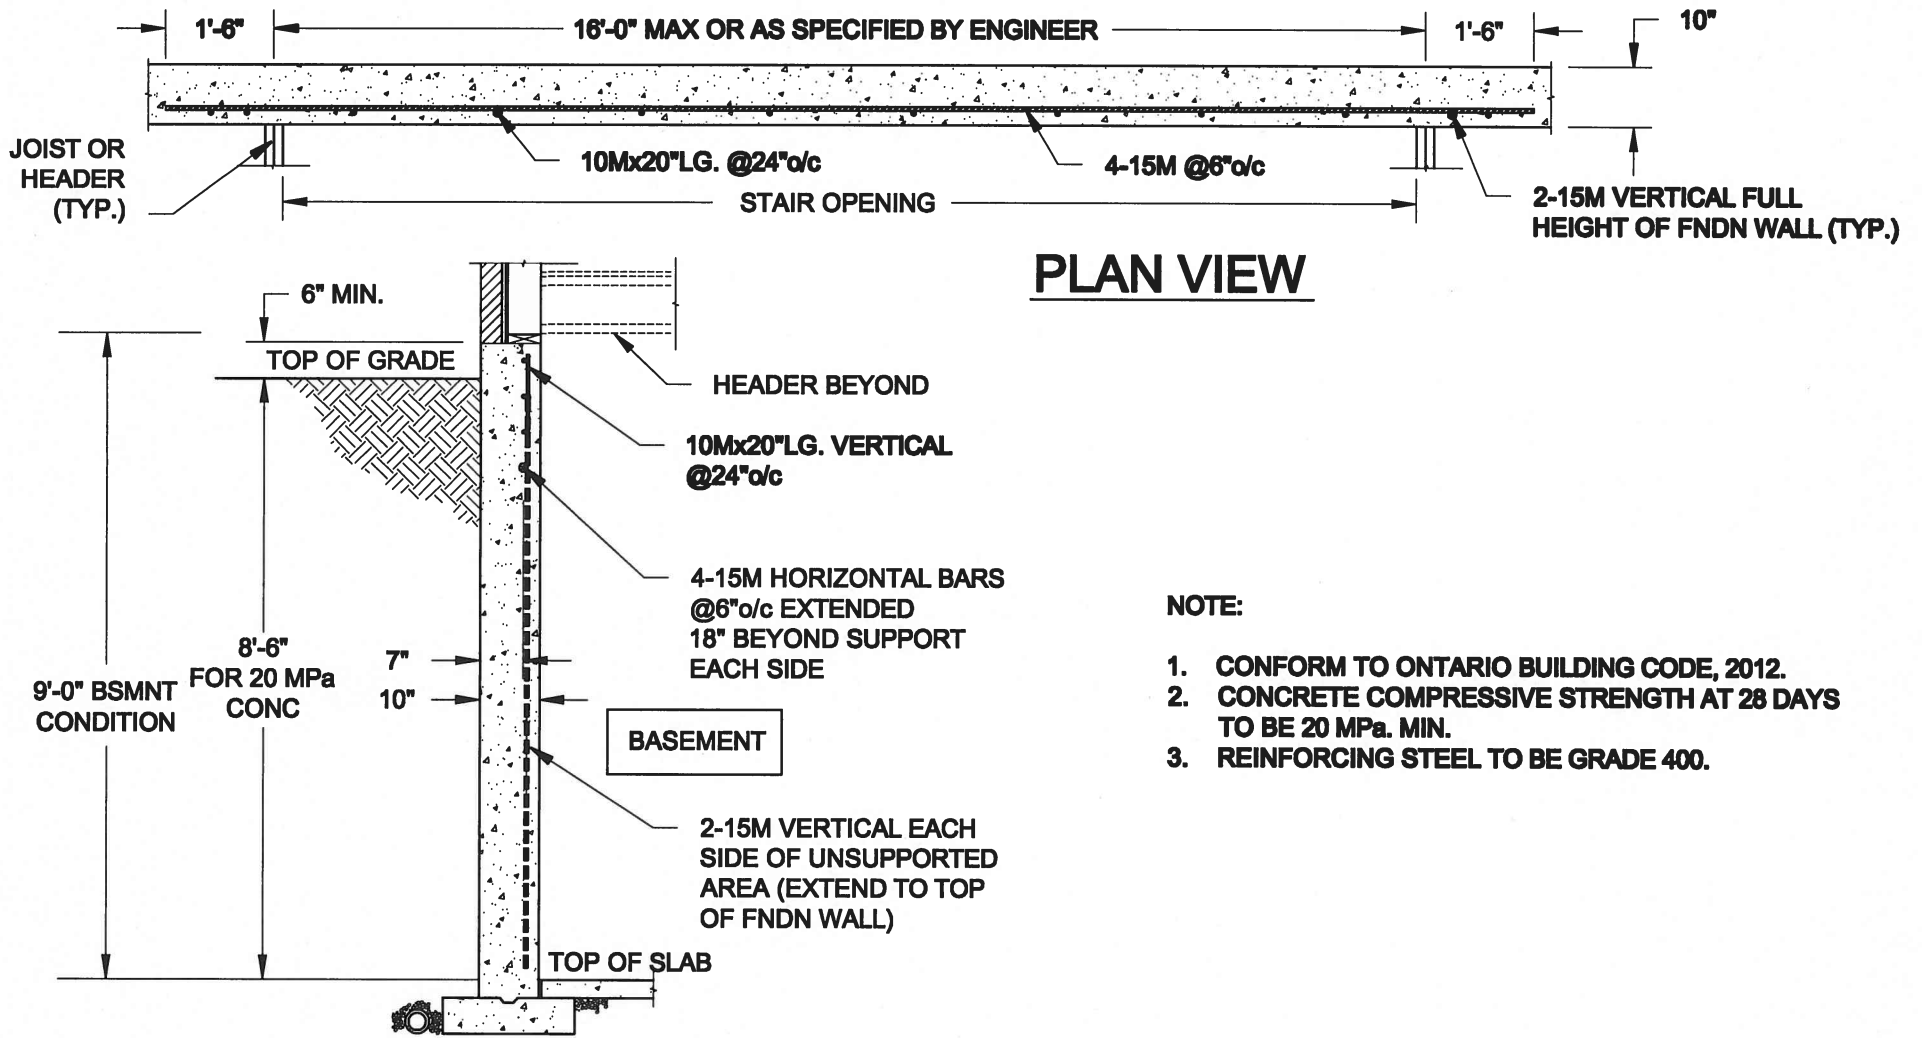 1'-6"
16'-0" MAX OR AS SPECIFIED BY ENGINEER
1'-6"
10"
JOIST OR
HEADER
(TYP.)
10Mx20"LG. @24"o/c
4-15M @6"o/c
STAIR OPENING
2-15M VERTICAL FULL
HEIGHT OF FNDN WALL (TYP.)
PLAN VIEW
6" MIN.
TOP OF GRADE
HEADER BEYOND
10Mx20"LG. VERTICAL
@24"o/c
4-15M HORIZONTAL BARS
@6"o/c EXTENDED
18" BEYOND SUPPORT
EACH SIDE
9'-0" BSMNT
CONDITION
8'-6"
FOR 20 MPa
CONC
7"
10"
BASEMENT
2-15M VERTICAL EACH
SIDE OF UNSUPPORTED
AREA (EXTEND TO TOP
OF FNDN WALL)
TOP OF SLAB
NOTE:
1. CONFORM TO ONTARIO BUILDING CODE, 2012.
2. CONCRETE COMPRESSIVE STRENGTH AT 28 DAYS
TO BE 20 MPa. MIN.
3. REINFORCING STEEL TO BE GRADE 400.